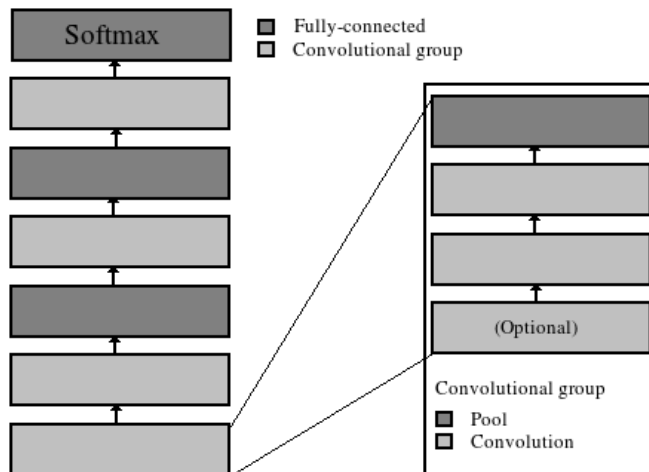 Softmax
Fully-connected
Convolutional group
(Optional)
Convolutional group
Pool
Convolution